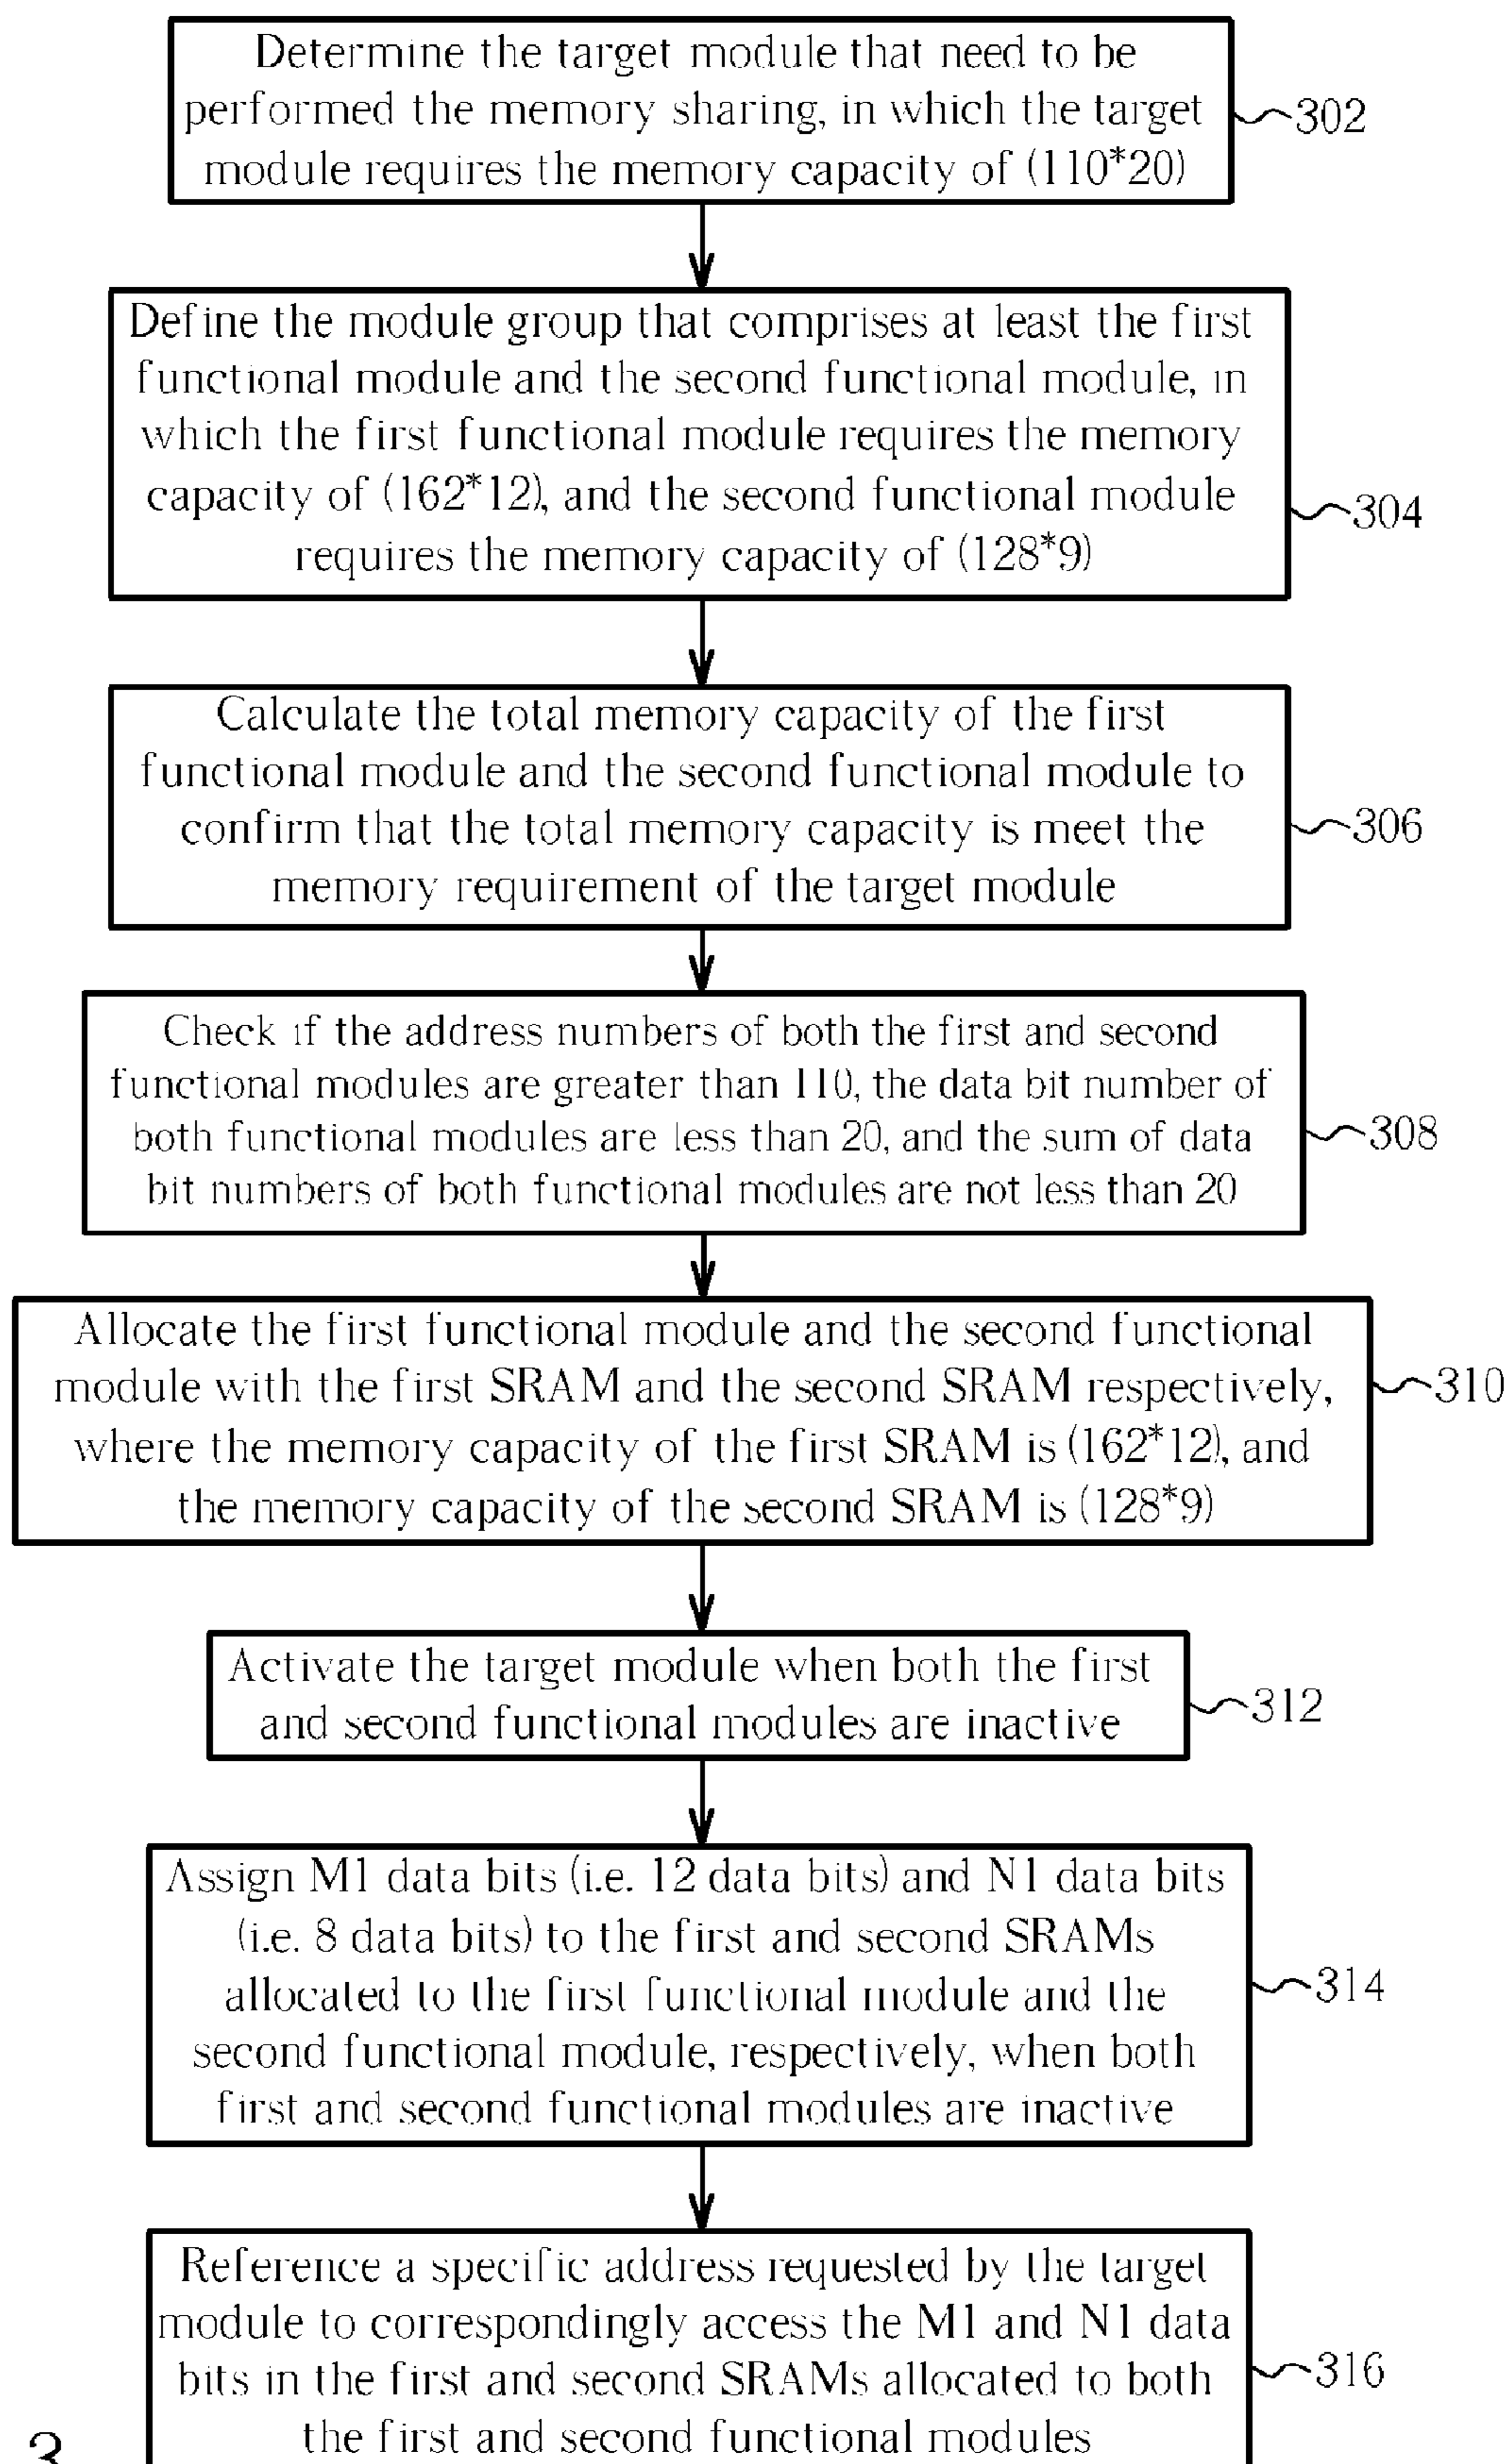 Determine the target module that need to be
performed the memory sharing, in which the target
module requires the memory capacity of (110*20)
302
Define the module group that comprises at least the first
functional module and the second functional module, in
which the first functional module requires the memory
capacity of (162*12), and the second functional module
requires the memory capacity of (128*9)
304
Calculate the total memory capacity of the first
functional module and the second functional module to
confirm that the total memory capacity is meet the
memory requirement of the target module
306
Check if the address numbers of both the first and second
functional modules are greater than 110, the data bit number of
both functional modules are less than 20, and the sum of data
bit numbers of both functional modules are not less than 20
308
Allocate the first functional module and the second functional
module with the first SRAM and the second SRAM respectively,
where the memory capacity of the first SRAM is (162*12), and
the memory capacity of the second SRAM is (128*9)
310
Activate the target module when both the first
and second functional modules are inactive
312
Assign M1 data bits (i.e. 12 data bits) and N1 data bits
(i.e. 8 data bits) to the first and second SRAMs
allocated to the first functional module and the
second functional module, respectively, when both
first and second functional modules are inactive
314
Reference a specific address requested by the target
module to correspondingly access the M1 and N1 data
bits in the first and second SRAMs allocated to both
the first and second functional modules
316
3